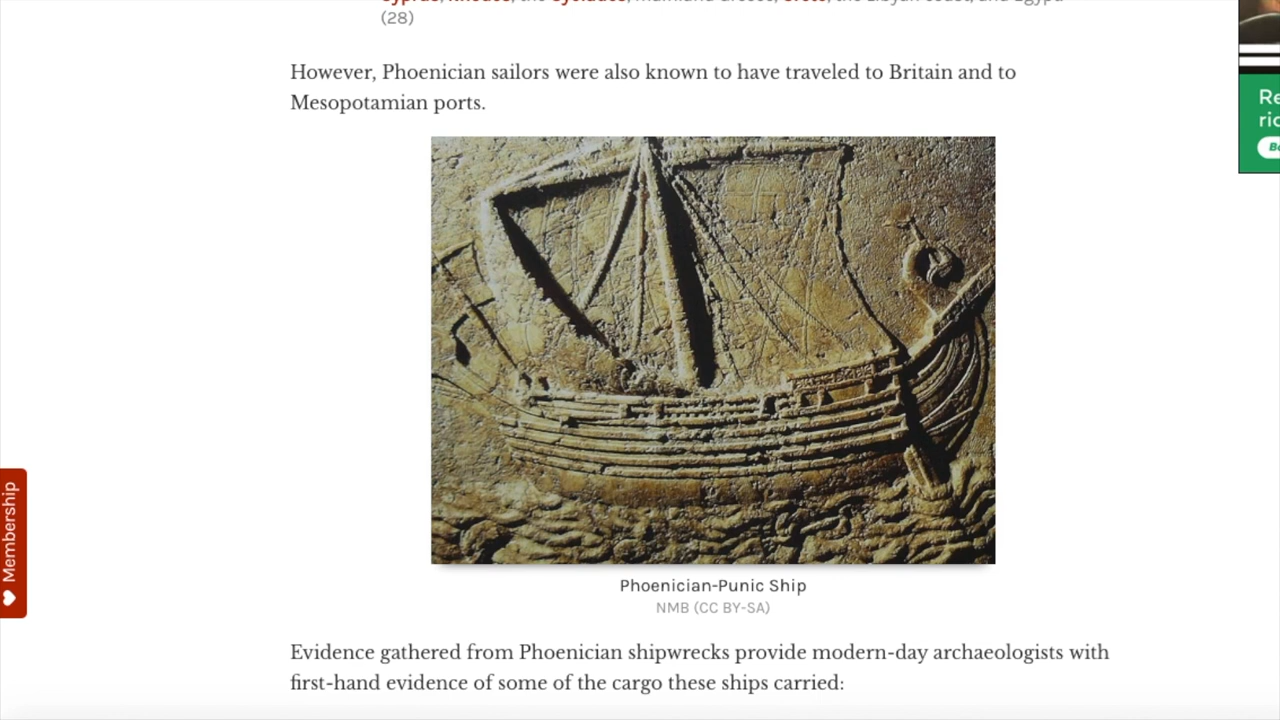 (28)
However, Phoenician sailors were also known to have traveled to Britain and to
Mesopotamian ports.
Phoenician-Punic Ship
NMB (CC BY-SA)
Evidence gathered from Phoenician shipwrecks provide modern-day archaeologists with
first-hand evidence of some of the cargo these ships carried:
Membership